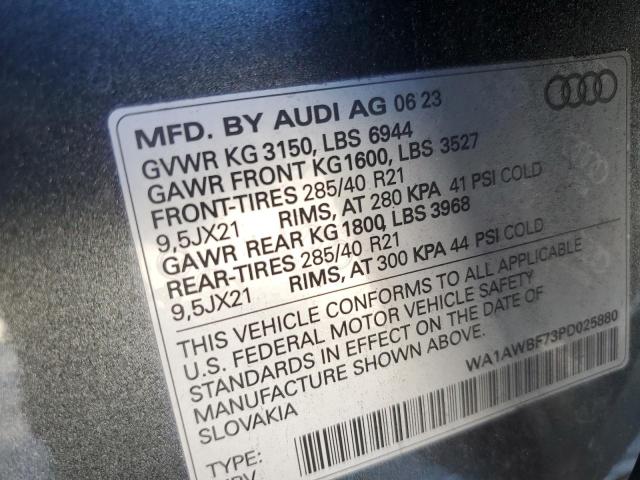 MFD. BY AUDI AG 06 23
GVWR KG 3150, LBS 6944
GAWR FRONT KG1600, LBS 3527
FRONT-TIRES 285/40 R21
9,5JX21 RIMS, AT 280 KPA 41 PSI COLD
GAWR REAR KG 1800, LBS 3968
REAR-TIRES 285/40 R21
9,5JX21 RIMS, AT 300 KPA 44 PSI COLD
THIS VEHICLE CONFORMS TO ALL APPLICABLE
U.S. FEDERAL MOTOR VEHICLE SAFETY
STANDARDS IN EFFECT ON THE DATE OF
MANUFACTURE SHOWN ABOVE.
SLOVAKIA
WA1AWBF73PD025880
TYPE: